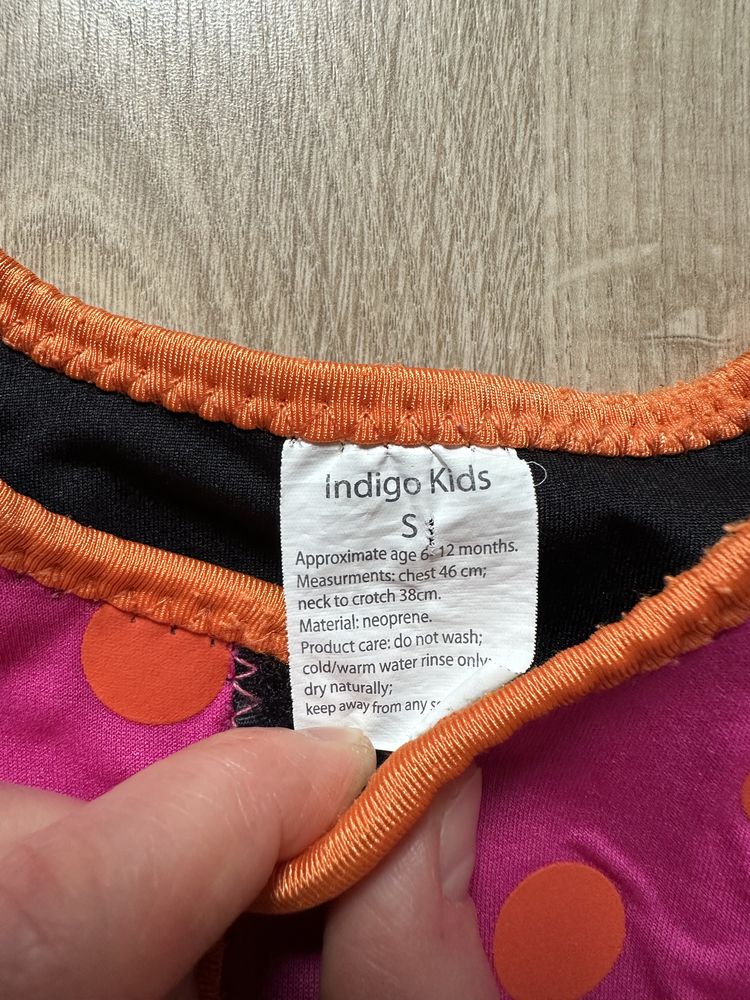 Indigo Kids
S
Approximate age 6-12 months.
Measurments: chest 46 cm;
neck to crotch 38cm.
Material: neoprene.
Product care: do not wash;
cold/warm water rinse only;
dry naturally;
keep away from any